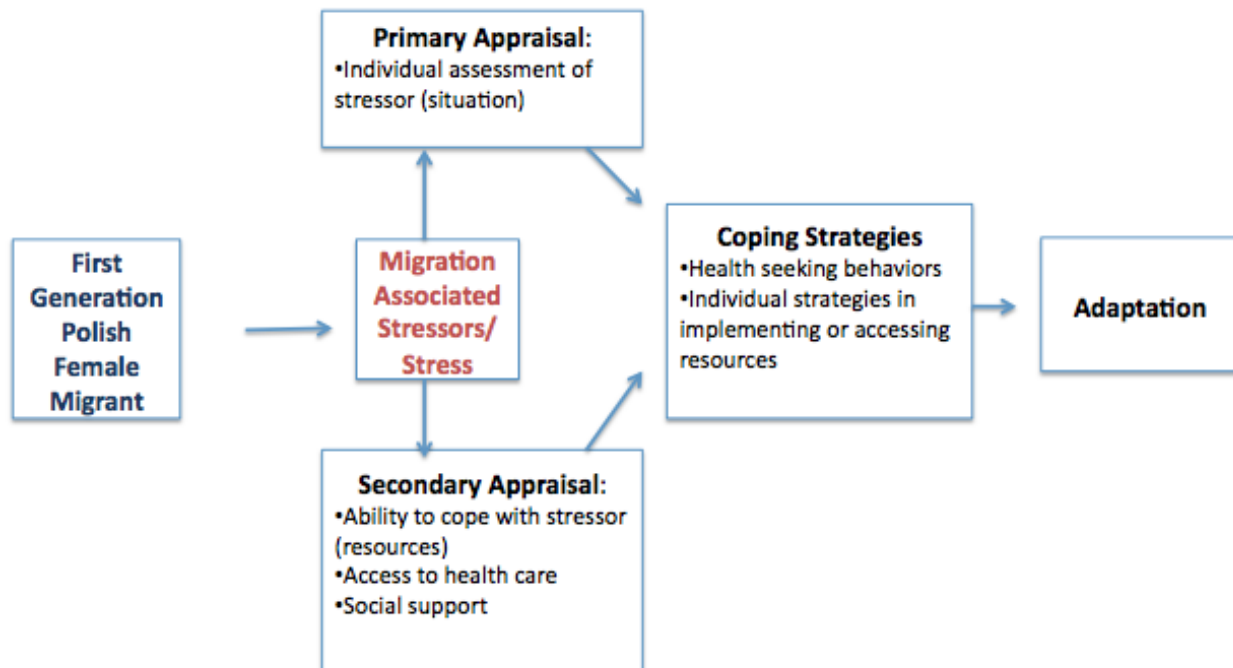 Primary Appraisal:
•Individual assessment of
stressor (situation)
First
Generation
Polish
Female
Migrant
Migration
Associated
Stressors/
Stress
Coping Strategies
•Health seeking behaviors
•Individual strategies in
implementing or accessing
resources
Adaptation
Secondary Appraisal:
•Ability to cope with stressor
(resources)
•Access to health care
•Social support